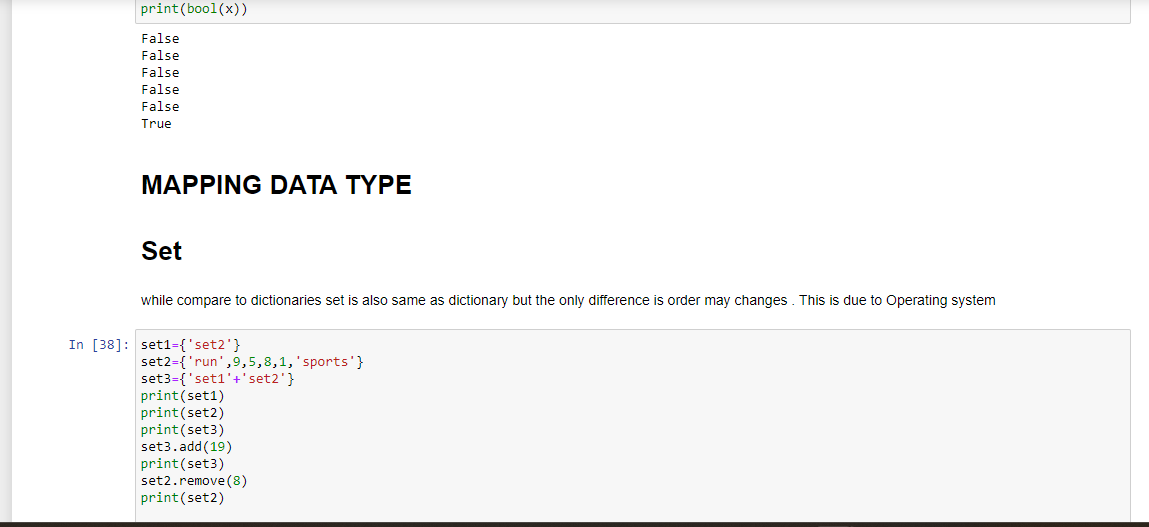 print(bool(x))
False
False
False
False
False
True
MAPPING DATA TYPE
Set
while compare to dictionaries set is also same as dictionary but the only difference is order may changes . This is due to Operating system
In [38]: set1={'set2'}
set2={'run',9,5,8,1,'sports'}
set3={'set1'+'set2'}
print(set1)
print(set2)
print(set3)
set3.add(19)
print(set3)
set2.remove(8)
print(set2)